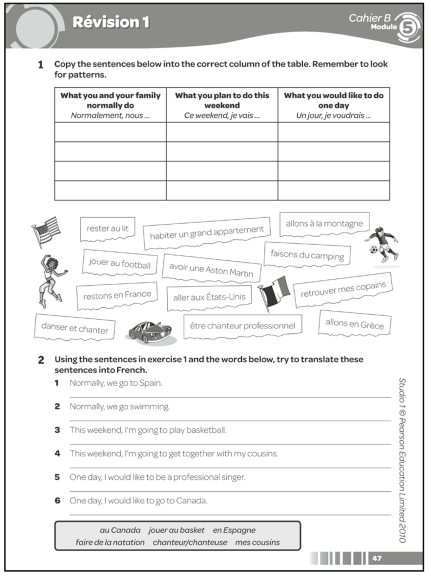 Révision 1
Cahier B
Module 5
1 Copy the sentences below into the correct column of the table. Remember to look
for patterns.
What you and your family
normally do
Normalement, nous ...
What you plan to do this
weekend
Ce weekend, je vais ...
What you would like to do
one day
Un jour, je voudrais ...
rester au lit
habiter un grand appartement
allons à la montagne
jouer au football
avoir une Aston Martin
faisons du camping
restons en France
aller aux États-Unis
retrouver mes copains
danser et chanter
être chanteur professionnel
allons en Grèce
2 Using the sentences in exercise 1 and the words below, try to translate these
sentences into French.
1 Normally, we go to Spain.
2 Normally, we go swimming.
3 This weekend, I'm going to play basketball.
4 This weekend, I'm going to get together with my cousins.
5 One day, I would like to be a professional singer.
6 One day, I would like to go to Canada.
au Canada jouer au basket en Espagne
faire de la natation chanteur/chanteuse mes cousins
Studio 1 © Pearson Education Limited 2010
47